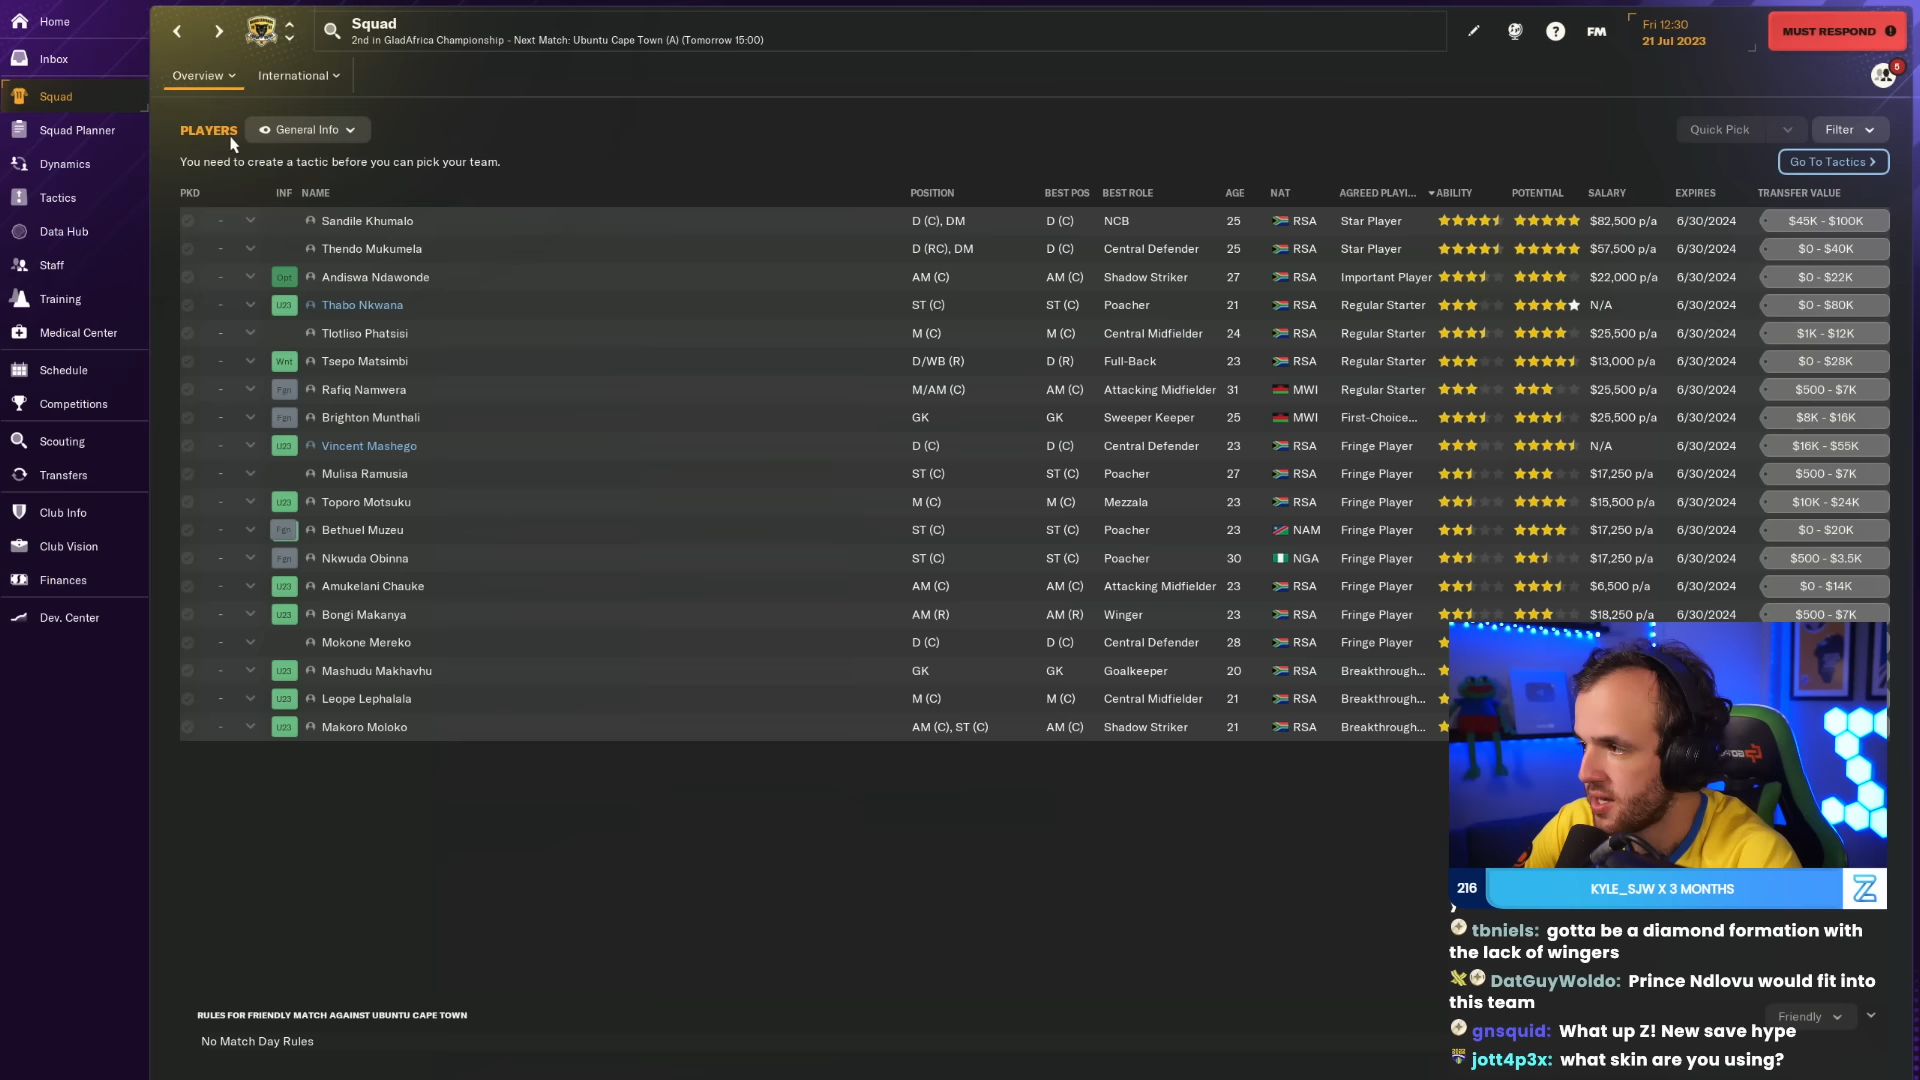 Home
Inbox
Squad
Squad Planner
Dynamics
Tactics
Data Hub
Staff
Training
Medical Center
Schedule
Competitions
Scouting
Transfers
Club Info
Club Vision
Finances
Dev. Center
Squad
2nd in GladAfrica Championship - Next Match: Ubuntu Cape Town (A) (Tomorrow 15:00)
FM
Fri 12:30
21 Jul 2023
MUST RESPOND
5
Overview International
PLAYERS General Info Quick Pick Filter
You need to create a tactic before you can pick your team. Go To Tactics
PKD INF NAME POSITION BEST POS BEST ROLE AGE NAT AGREED PLAYI... ABILITY POTENTIAL SALARY EXPIRES TRANSFER VALUE
- Sandile Khumalo D (C), DM D (C) NCB 25 RSA Star Player $82,500 p/a 6/30/2024 $45K - $100K
- Thendo Mukumela D (RC), DM D (C) Central Defender 25 RSA Star Player $57,500 p/a 6/30/2024 $0 - $40K
- Opt Andiswa Ndawonde AM (C) AM (C) Shadow Striker 27 RSA Important Player $22,000 p/a 6/30/2024 $0 - $22K
- U23 Thabo Nkwana ST (C) ST (C) Poacher 21 RSA Regular Starter N/A 6/30/2024 $0 - $80K
- Tlotliso Phatsisi M (C) M (C) Central Midfielder 24 RSA Regular Starter $25,500 p/a 6/30/2024 $1K - $12K
- Wnt Tsepo Matsimbi D/WB (R) D (R) Full-Back 23 RSA Regular Starter $13,000 p/a 6/30/2024 $0 - $28K
- Fgn Rafiq Namwera M/AM (C) AM (C) Attacking Midfielder 31 MWI Regular Starter $25,500 p/a 6/30/2024 $500 - $7K
- Fgn Brighton Munthali GK GK Sweeper Keeper 25 MWI First-Choice... $25,500 p/a 6/30/2024 $8K - $16K
- U23 Vincent Mashego D (C) D (C) Central Defender 23 RSA Fringe Player N/A 6/30/2024 $16K - $55K
- Mulisa Ramusia ST (C) ST (C) Poacher 27 RSA Fringe Player $17,250 p/a 6/30/2024 $500 - $7K
- U23 Toporo Motsuku M (C) M (C) Mezzala 23 RSA Fringe Player $15,500 p/a 6/30/2024 $10K - $24K
- Fgn Bethuel Muzeu ST (C) ST (C) Poacher 23 NAM Fringe Player $17,250 p/a 6/30/2024 $0 - $20K
- Fgn Nkwuda Obinna ST (C) ST (C) Poacher 30 NGA Fringe Player $17,250 p/a 6/30/2024 $500 - $3.5K
- U23 Amukelani Chauke AM (C) AM (C) Attacking Midfielder 23 RSA Fringe Player $6,500 p/a 6/30/2024 $0 - $14K
- U23 Bongi Makanya AM (R) AM (R) Winger 23 RSA Fringe Player $18,250 p/a 6/30/2024 $500 - $7K
- Mokone Mereko D (C) D (C) Central Defender 28 RSA Fringe Player
- U23 Mashudu Makhavhu GK GK Goalkeeper 20 RSA Breakthrough...
- U23 Leope Lephalala M (C) M (C) Central Midfielder 21 RSA Breakthrough...
- U23 Makoro Moloko AM (C), ST (C) AM (C) Shadow Striker 21 RSA Breakthrough...
216 KYLE_SJW X 3 MONTHS Z
tbniels: gotta be a diamond formation with
the lack of wingers
DatGuyWoldo: Prince Ndlovu would fit into
this team
gnsquid: What up Z! New save hype
jott4p3x: what skin are you using?
RULES FOR FRIENDLY MATCH AGAINST UBUNTU CAPE TOWN
No Match Day Rules
Friendly